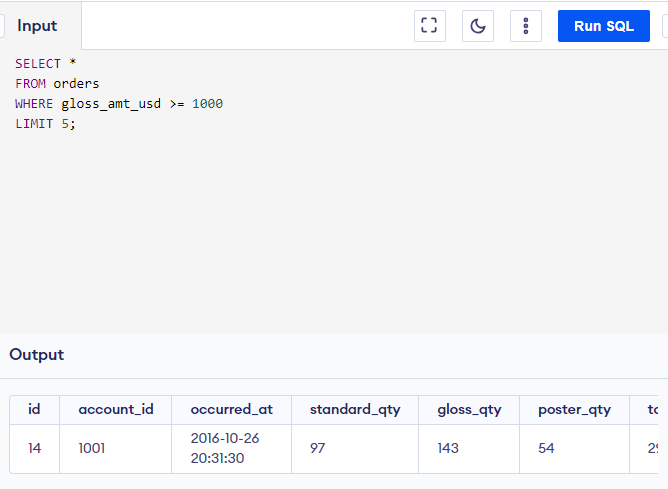 Input
Run SQL
SELECT *
FROM orders
WHERE gloss_amt_usd >= 1000
LIMIT 5;
Output
id account_id occurred_at standard_qty gloss_qty poster_qty
14 1001 2016-10-26 20:31:30 97 143 54